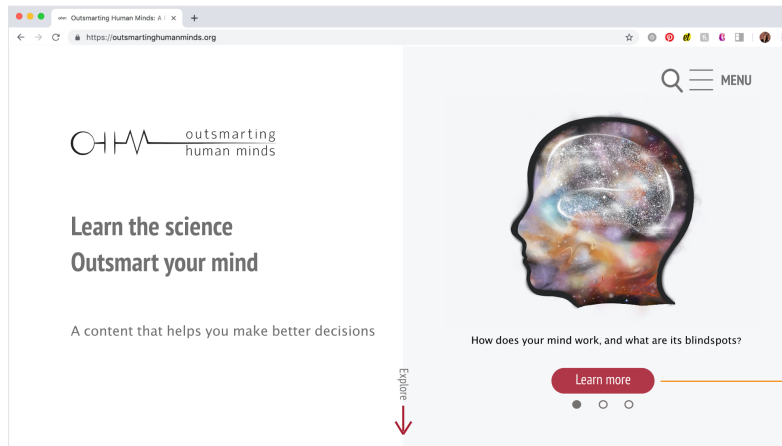 Outsmarting Human Minds: A
https://outsmartinghumanminds.org
MENU
OHM
outsmarting
human minds
Learn the science
Outsmart your mind
A content that helps you make better decisions
How does your mind work, and what are its blindspots?
Learn more
Explore